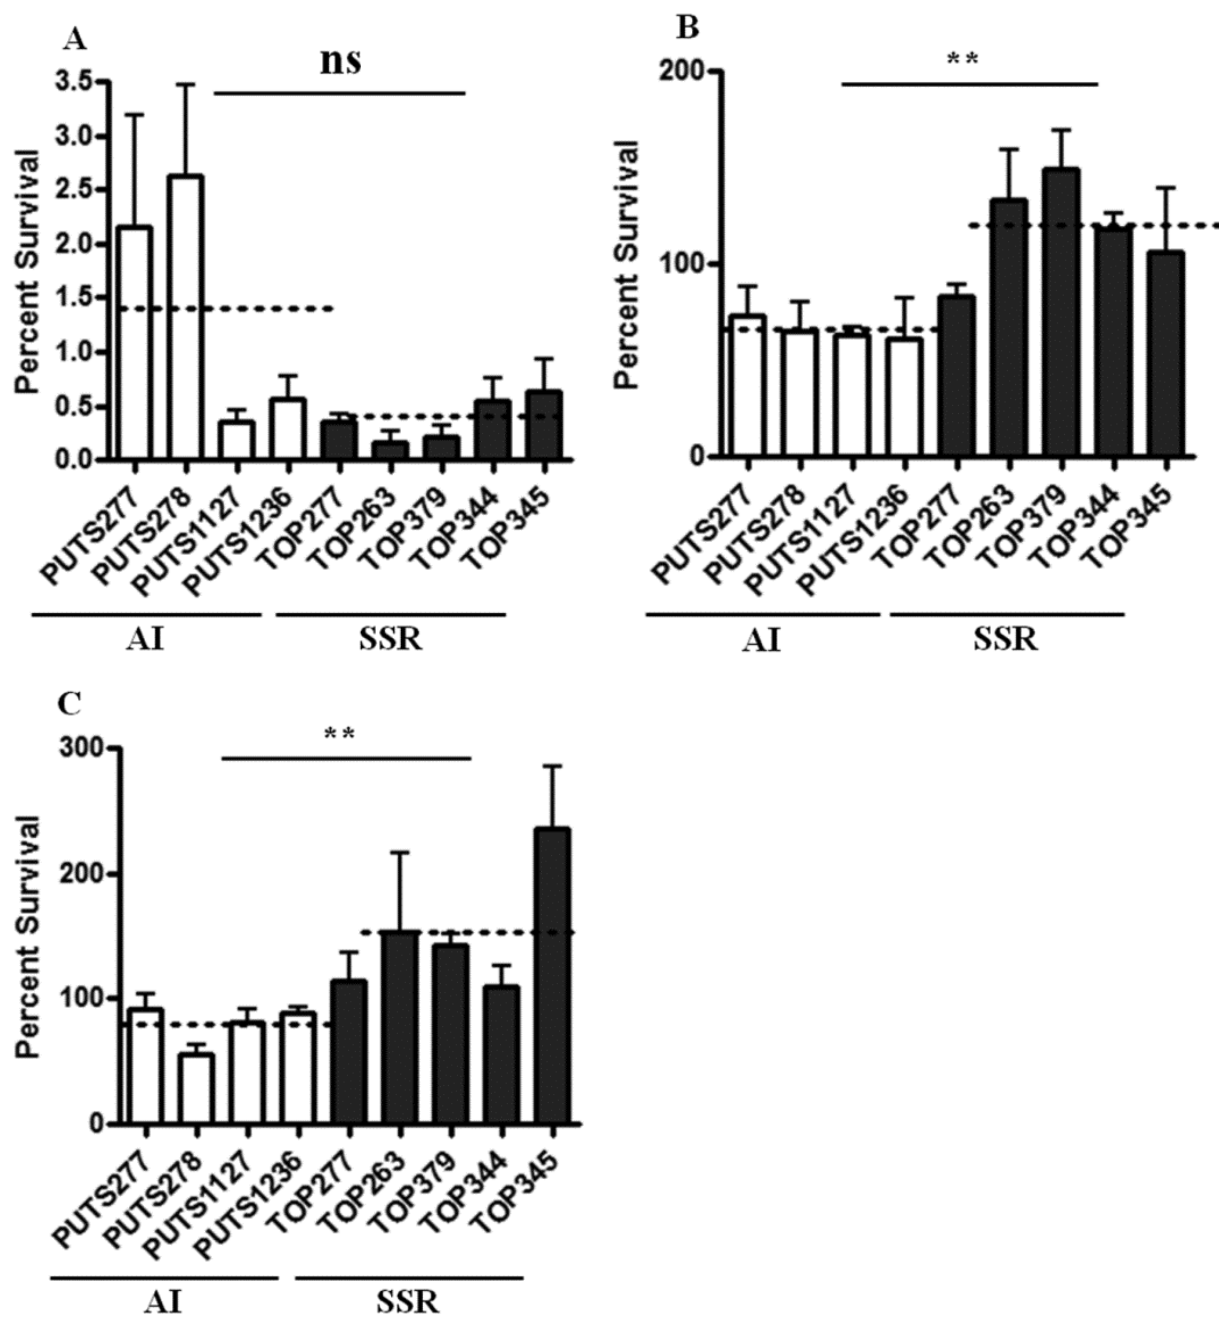 A
ns
Percent Survival
3.5
3.0
2.5
2.0
1.5
1.0
0.5
0.0
PUTS277
PUTS278
PUTS1127
PUTS1236
TOP277
TOP263
TOP379
TOP344
TOP345
AI
SSR
B
**
Percent Survival
200
100
0
PUTS277
PUTS278
PUTS1127
PUTS1236
TOP277
TOP263
TOP379
TOP344
TOP345
AI
SSR
C
**
Percent Survival
300
200
100
0
PUTS277
PUTS278
PUTS1127
PUTS1236
TOP277
TOP263
TOP379
TOP344
TOP345
AI
SSR